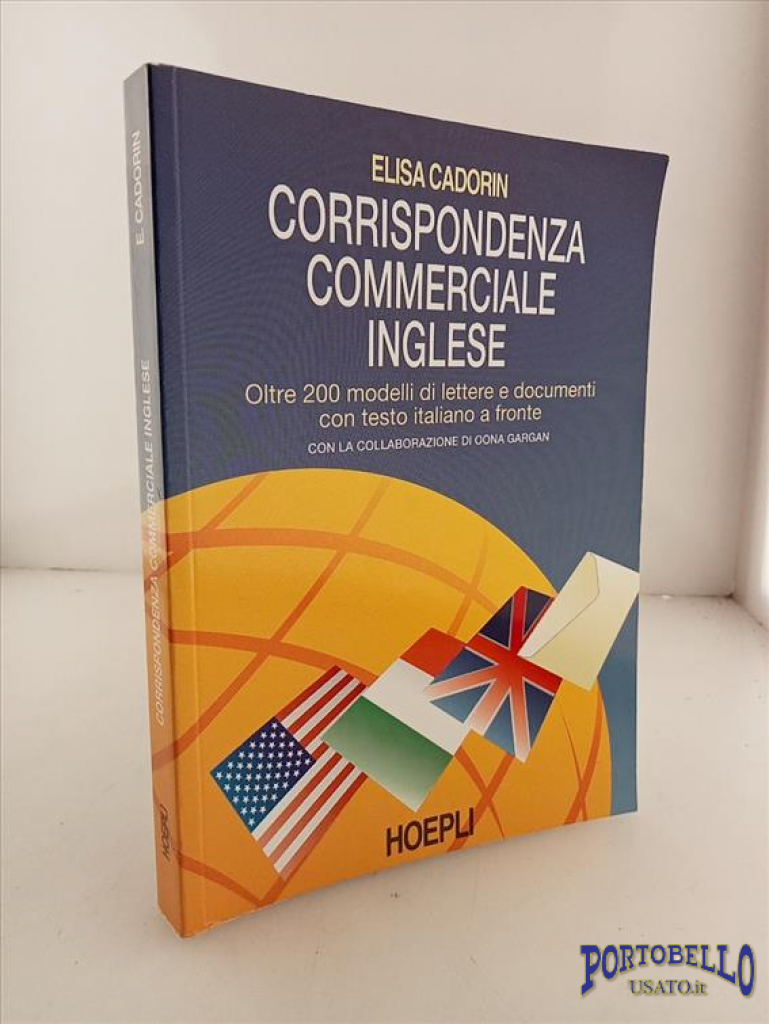 E. CADORIN
CORRISPONDENZA COMMERCIALE INGLESE
HOEPLI
ELISA CADORIN
CORRISPONDENZA
COMMERCIALE
INGLESE
Oltre 200 modelli di lettere e documenti
con testo italiano a fronte
CON LA COLLABORAZIONE DI OONA GARGAN
HOEPLI
PORTOBELLO
USATO.it